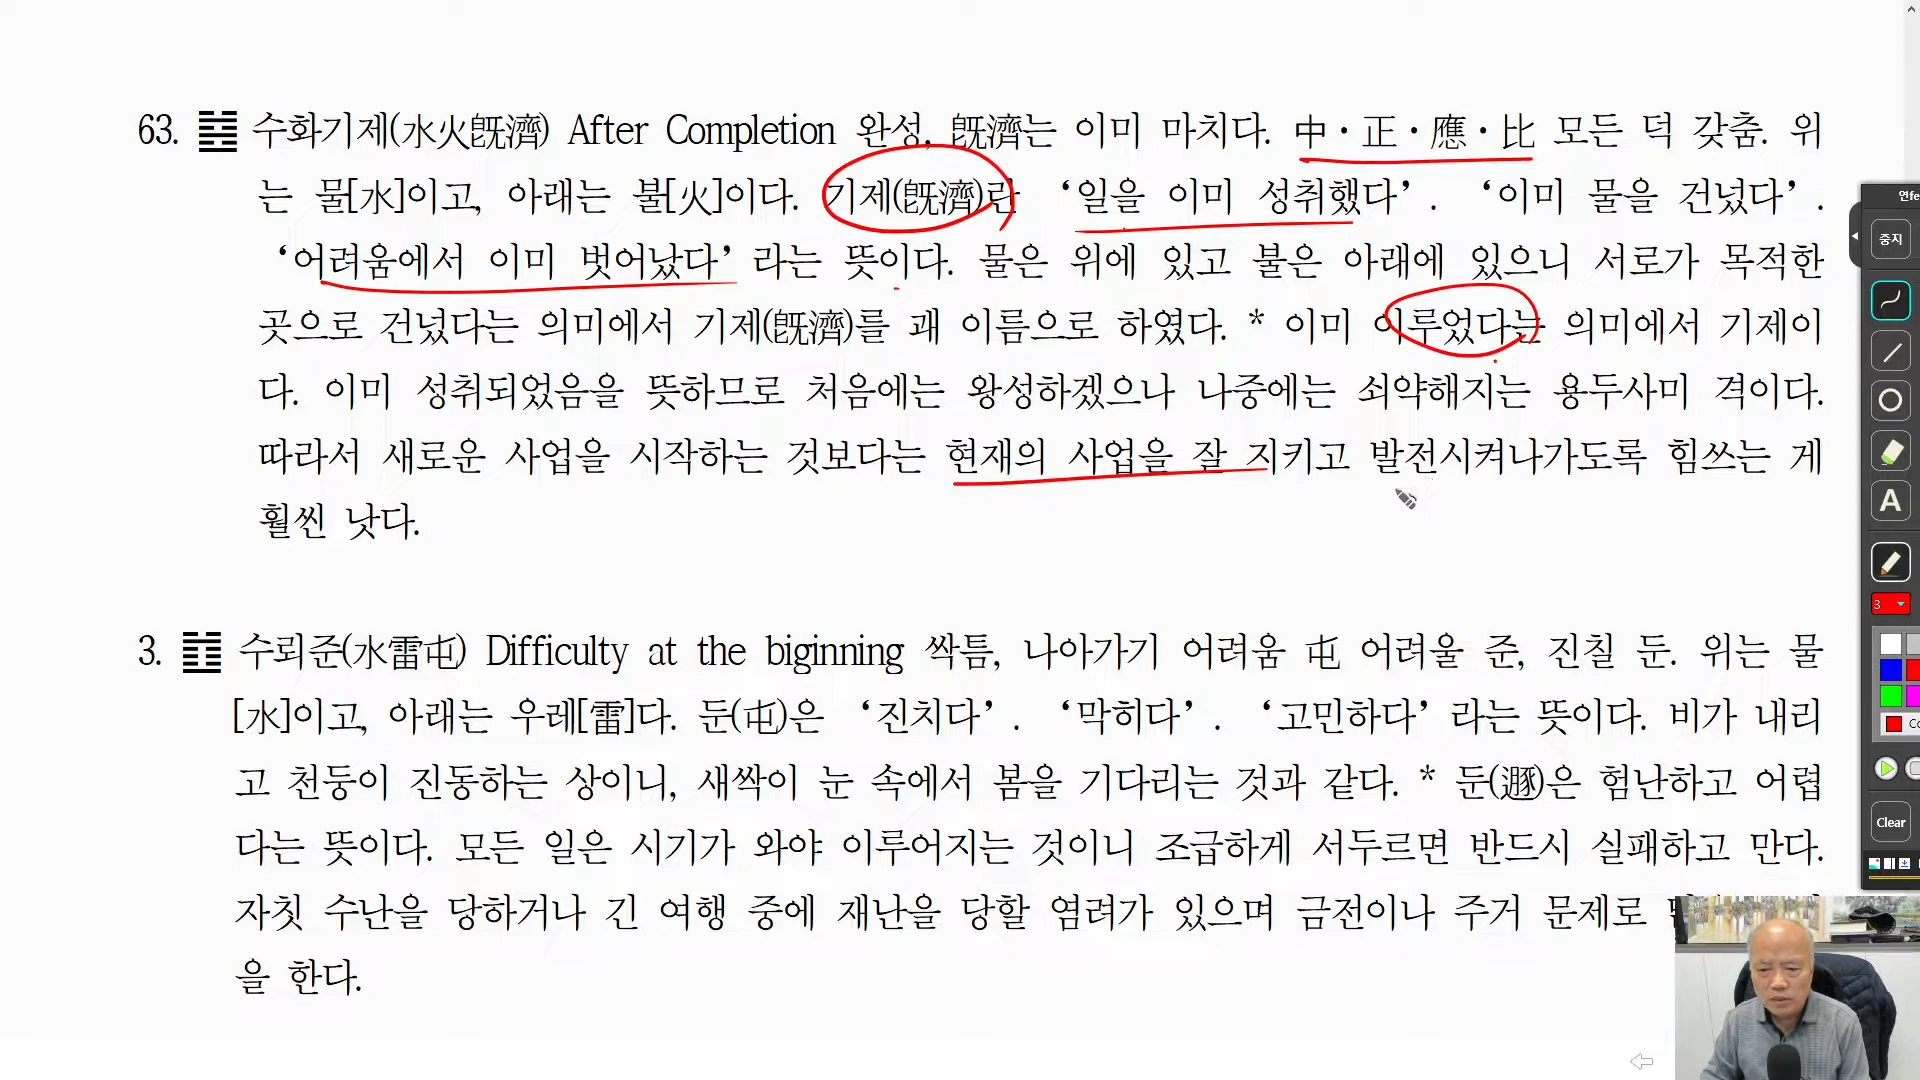 63. ䷾ 수화기제(水火旣濟) After Completion 완성, 旣濟는 이미 마치다. 中·正·應·比 모든 덕 갖춤. 위
는 물[水]이고, 아래는 불[火]이다. 기제(旣濟)란 ‘일을 이미 성취했다’. ‘이미 물을 건넜다’.
‘어려움에서 이미 벗어났다’라는 뜻이다. 물은 위에 있고 불은 아래에 있으니 서로가 목적한
곳으로 건넜다는 의미에서 기제(旣濟)를 괘 이름으로 하였다. * 이미 이루었다는 의미에서 기제이
다. 이미 성취되었음을 뜻하므로 처음에는 왕성하겠으나 나중에는 쇠약해지는 용두사미 격이다.
따라서 새로운 사업을 시작하는 것보다는 현재의 사업을 잘 지키고 발전시켜나가도록 힘쓰는 게
훨씬 낫다.
3. ䷂ 수뢰준(水雷屯) Difficulty at the biginning 싹틈, 나아가기 어려움 屯 어려울 준, 진칠 둔. 위는 물
[水]이고, 아래는 우레[雷]다. 둔(屯)은 ‘진치다’. ‘막히다’. ‘고민하다’라는 뜻이다. 비가 내리
고 천둥이 진동하는 상이니, 새싹이 눈 속에서 봄을 기다리는 것과 같다. * 둔(遯)은 험난하고 어렵
다는 뜻이다. 모든 일은 시기가 와야 이루어지는 것이니 조급하게 서두르면 반드시 실패하고 만다.
자칫 수난을 당하거나 긴 여행 중에 재난을 당할 염려가 있으며 금전이나 주거 문제로
을 한다.
연fe
중지
A
3
Co
Clear